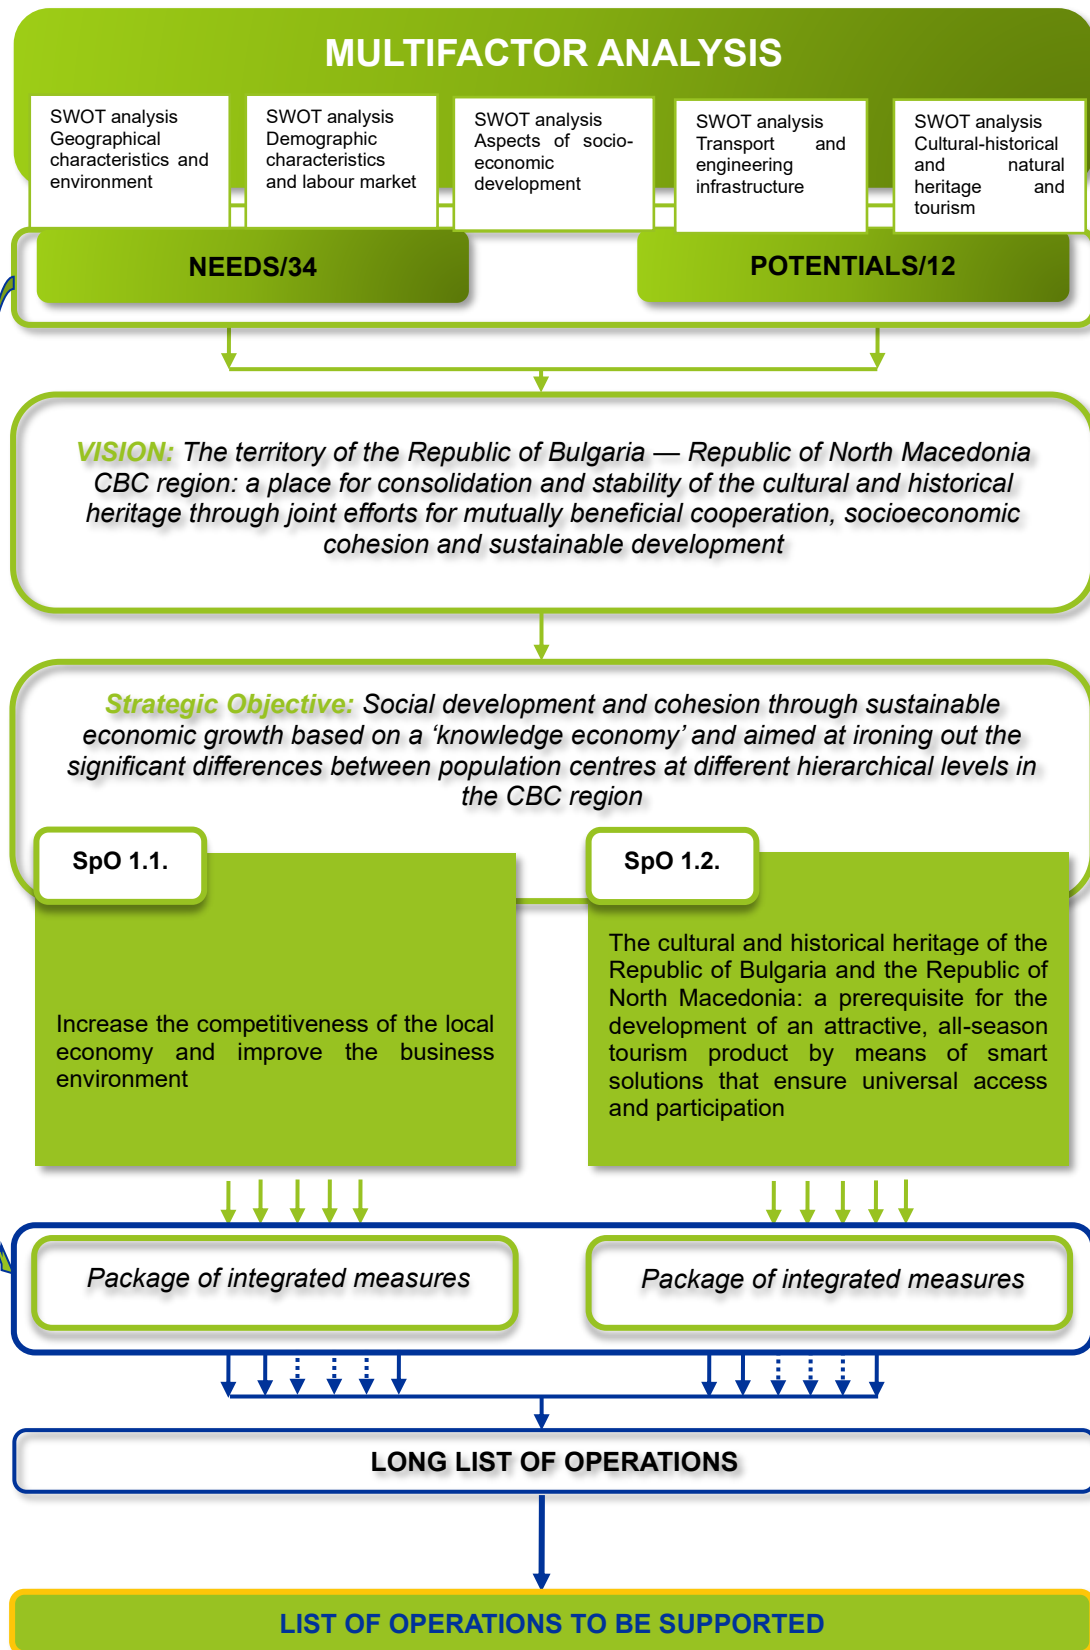 MULTIFACTOR ANALYSIS
SWOT analysis
Geographical
characteristics and
environment
SWOT analysis
Demographic
characteristics
and labour market
SWOT analysis
Aspects of socio-
economic
development
SWOT analysis
Transport and
engineering
infrastructure
SWOT analysis
Cultural-historical
and natural
heritage and
tourism
NEEDS/34
POTENTIALS/12
VISION: The territory of the Republic of Bulgaria — Republic of North Macedonia
CBC region: a place for consolidation and stability of the cultural and historical
heritage through joint efforts for mutually beneficial cooperation, socioeconomic
cohesion and sustainable development
Strategic Objective: Social development and cohesion through sustainable
economic growth based on a ‘knowledge economy’ and aimed at ironing out the
significant differences between population centres at different hierarchical levels in
the CBC region
SpO 1.1.
Increase the competitiveness of the local
economy and improve the business
environment
SpO 1.2.
The cultural and historical heritage of the
Republic of Bulgaria and the Republic of
North Macedonia: a prerequisite for the
development of an attractive, all-season
tourism product by means of smart
solutions that ensure universal access
and participation
Package of integrated measures
Package of integrated measures
LONG LIST OF OPERATIONS
LIST OF OPERATIONS TO BE SUPPORTED